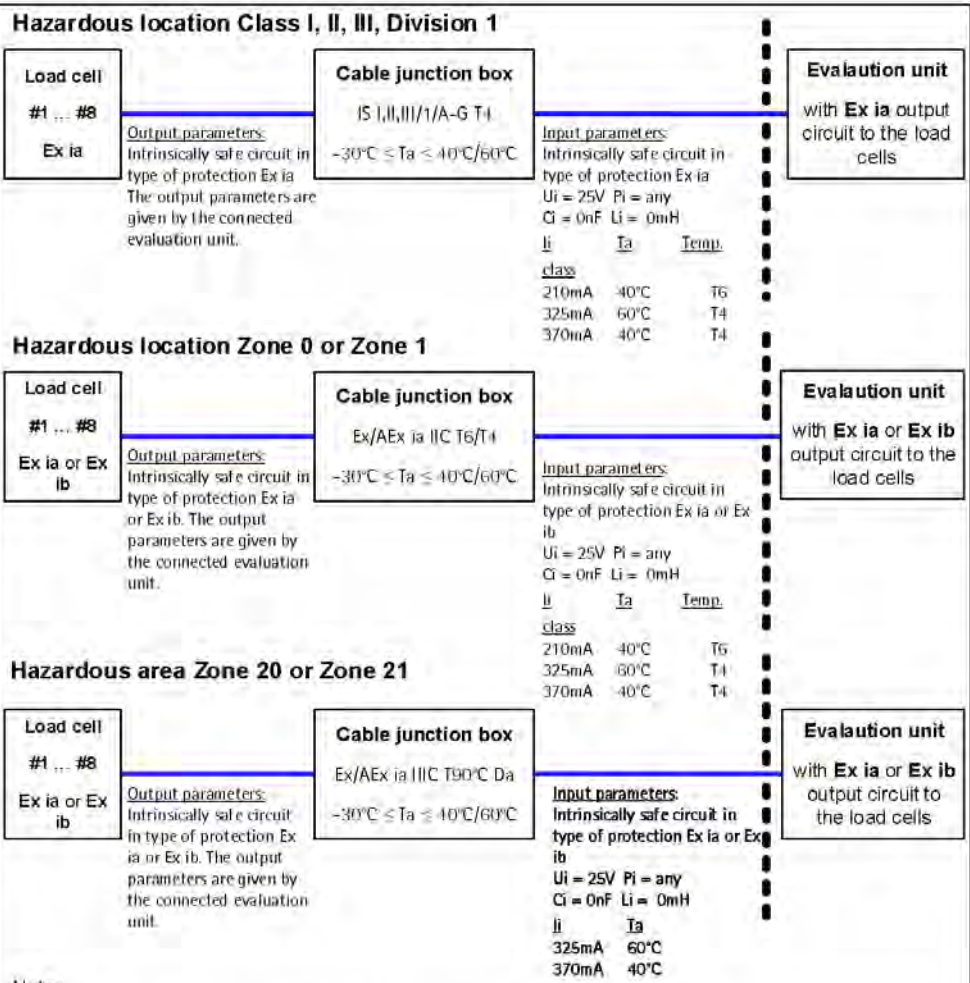 Hazardous location Class I, II, III, Division 1
Load cell
#1 ... #8
Ex ia
Output parameters:
Intrinsically safe circuit in
type of protection Ex ia
The output parameters are
given by the connected
evaluation unit.
Cable junction box
IS I,II,III/1/A-G T4
-30°C ≤ Ta ≤ 40°C/60°C
Input parameters:
Intrinsically safe circuit in
type of protection Ex ia
Ui = 25V Pi = any
Ci = 0nF Li = 0mH
Ii Ta Temp.
class
210mA 40°C T6
325mA 60°C T4
370mA 40°C T4
Evalaution unit
with Ex ia output
circuit to the load
cells
Hazardous location Zone 0 or Zone 1
Load cell
#1 ... #8
Ex ia or Ex
ib
Output parameters:
Intrinsically safe circuit in
type of protection Ex ia
or Ex ib. The output
parameters are given by
the connected evaluation
unit.
Cable junction box
Ex/AEx ia IIC T6/T4
-30°C ≤ Ta ≤ 40°C/60°C
Input parameters:
Intrinsically safe circuit in
type of protection Ex ia or Ex
ib
Ui = 25V Pi = any
Ci = 0nF Li = 0mH
Ii Ta Temp.
class
210mA 40°C T6
325mA 60°C T4
370mA 40°C T4
Evalaution unit
with Ex ia or Ex ib
output circuit to the
load cells
Hazardous area Zone 20 or Zone 21
Load cell
#1 ... #8
Ex ia or Ex
ib
Output parameters:
Intrinsically safe circuit
in type of protection Ex
ia or Ex ib. The output
parameters are given by
the connected evaluation
unit.
Cable junction box
Ex/AEx ia IIIC T90°C Da
-30°C ≤ Ta ≤ 40°C/60°C
Input parameters:
Intrinsically safe circuit in
type of protection Ex ia or Ex
ib
Ui = 25V Pi = any
Ci = 0nF Li = 0mH
Ii Ta
325mA 60°C
370mA 40°C
Evalaution unit
with Ex ia or Ex ib
output circuit to
the load cells